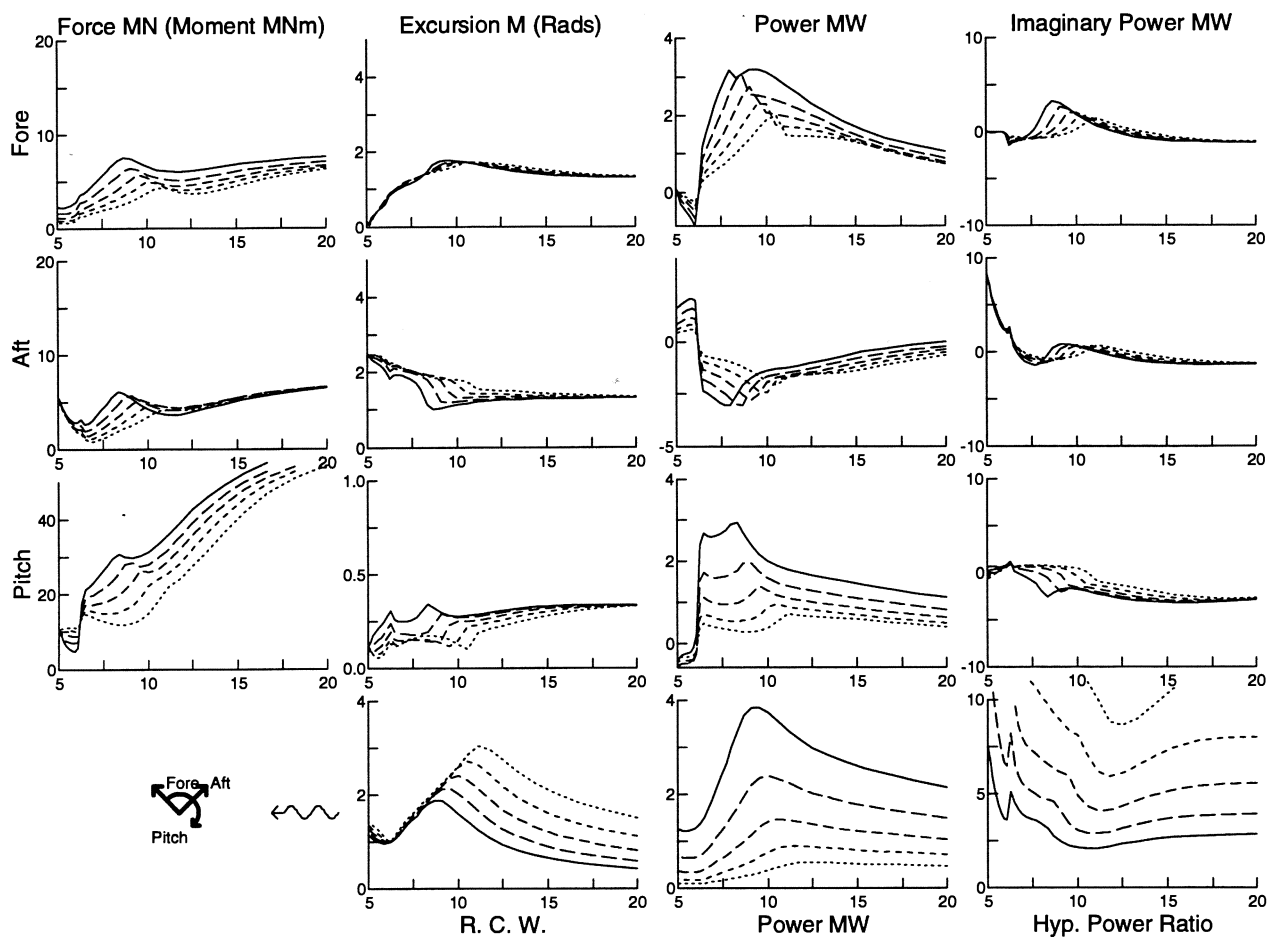 Force MN (Moment MNm) Excursion M (Rads) Power MW Imaginary Power MW
Fore
20 10 0
5 10 15 20
4 2 0
5 10 15 20
4 2 0
5 10 15 20
10 0 -10
5 10 15 20
Aft
20 10 0
5 10 15 20
4 2 0
5 10 15 20
0 -5
5 10 15 20
10 0 -10
5 10 15 20
Pitch
40 20 0
5 10 15 20
1.0 0.5 0.0
5 10 15 20
4 2 0
5 10 15 20
10 0 -10
5 10 15 20
Fore Aft
Pitch
4 2 0
5 10 15 20
R. C. W.
4 2 0
5 10 15 20
Power MW
10 5 0
5 10 15 20
Hyp. Power Ratio